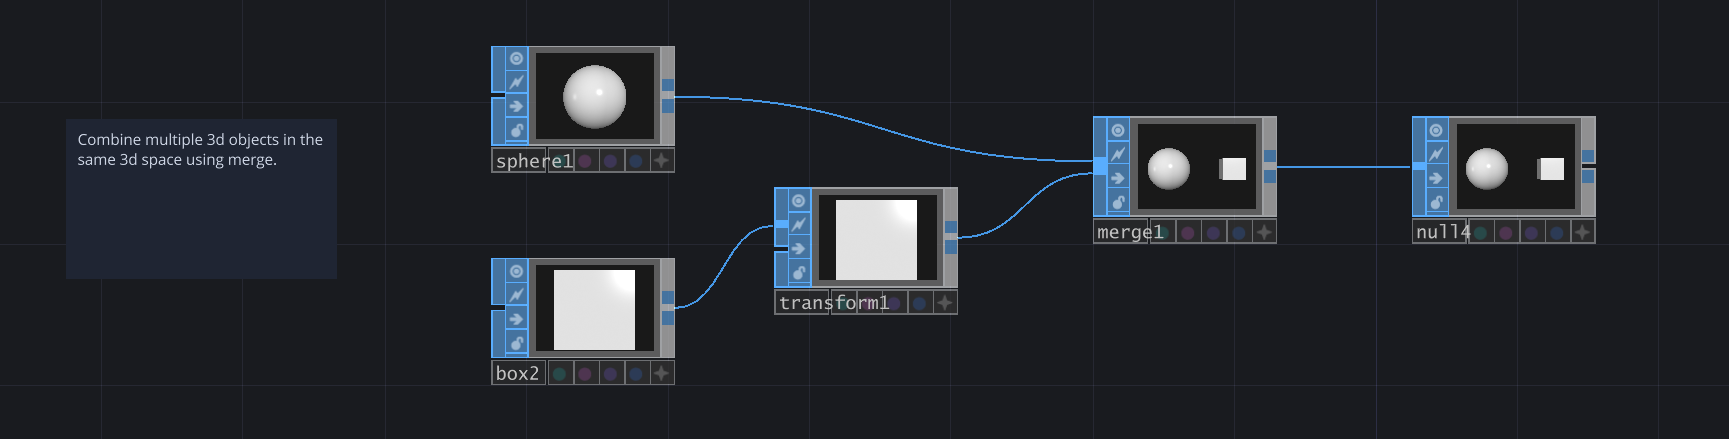 Combine multiple 3d objects in the
same 3d space using merge.
sphere1
box2
transform1
merge1
null4